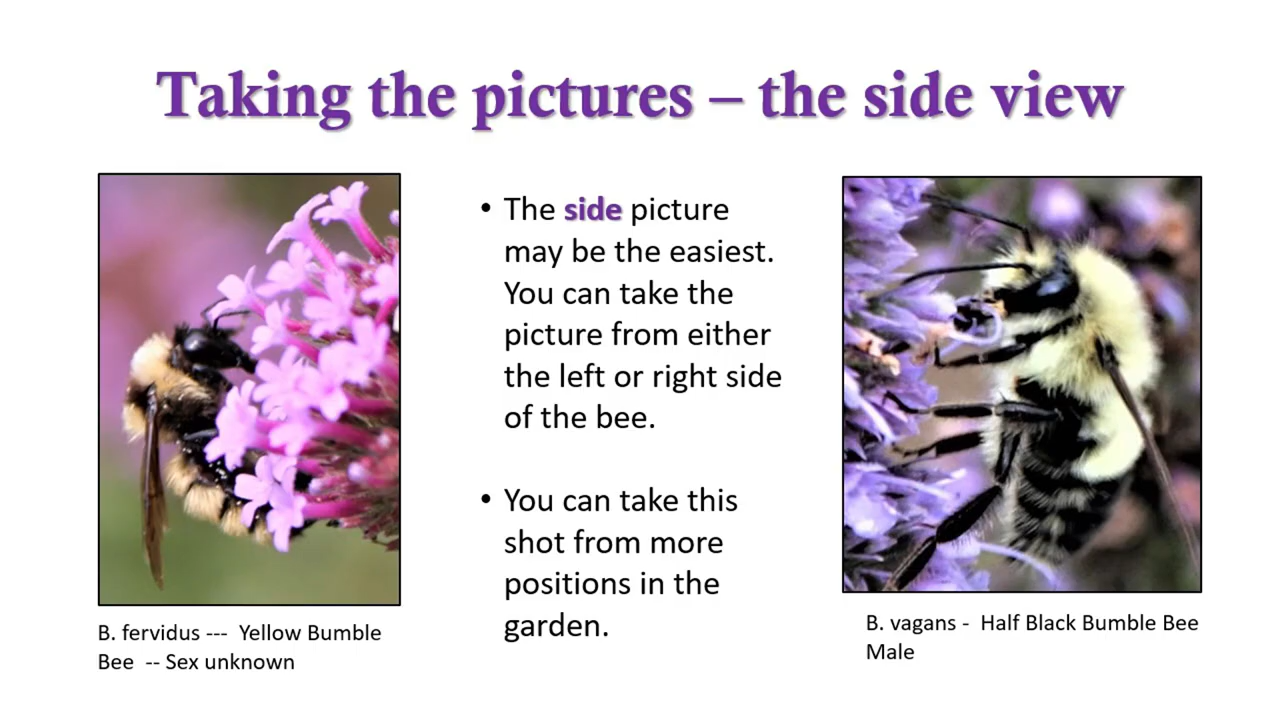 Taking the pictures – the side view
• The side picture
may be the easiest.
You can take the
picture from either
the left or right side
of the bee.
• You can take this
shot from more
positions in the
garden.
B. fervidus --- Yellow Bumble
Bee -- Sex unknown
B. vagans - Half Black Bumble Bee
Male